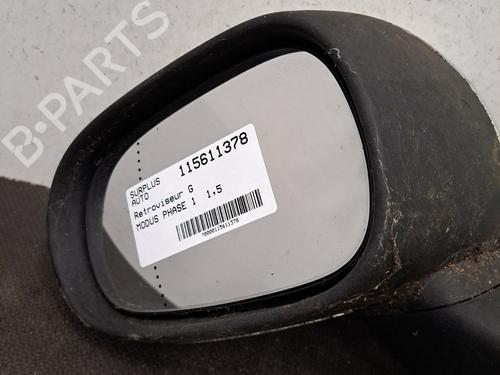 B-PARTS
SURPLUS AUTO 115611378
Retroviseur G
MODUS PHASE 1 1.5